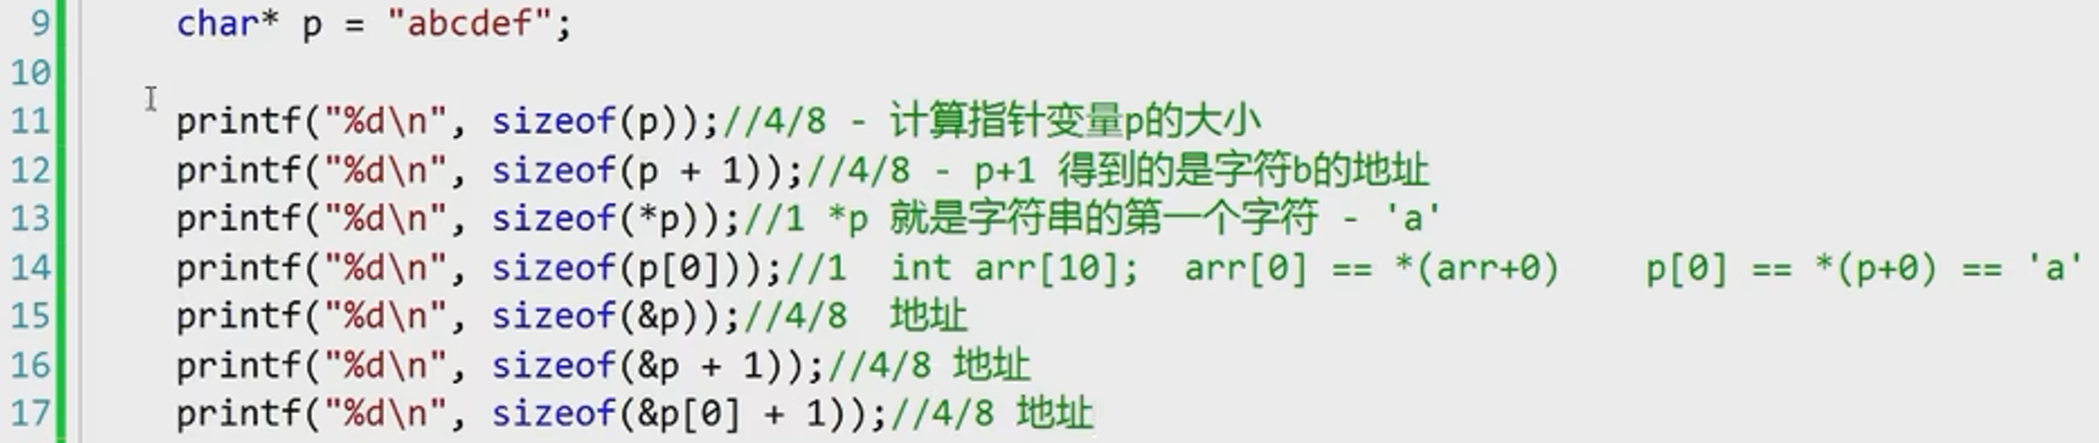 9 char* p = "abcdef";
10
11 printf("%d\n", sizeof(p));//4/8 - 计算指针变量p的大小
12 printf("%d\n", sizeof(p + 1));//4/8 - p+1 得到的是字符b的地址
13 printf("%d\n", sizeof(*p));//1 *p 就是字符串的第一个字符 - 'a'
14 printf("%d\n", sizeof(p[0]));//1  int arr[10];  arr[0] == *(arr+0)    p[0] == *(p+0) == 'a'
15 printf("%d\n", sizeof(&p));//4/8  地址
16 printf("%d\n", sizeof(&p + 1));//4/8 地址
17 printf("%d\n", sizeof(&p[0] + 1));//4/8 地址